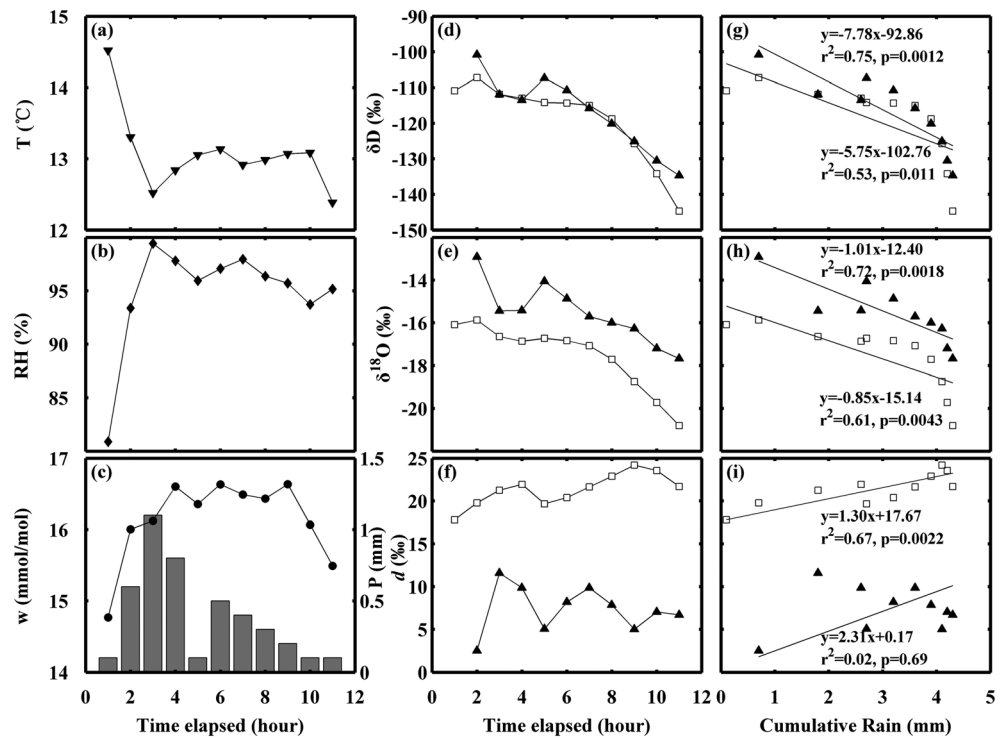 (a)
15
14
13
12
T (℃)
(d)
-90
-100
-110
-120
-130
-140
-150
δD (‰)
(g)
y=-7.78x-92.86
r²=0.75, p=0.0012
y=-5.75x-102.76
r²=0.53, p=0.011
(b)
95
90
85
RH (%)
(e)
-14
-16
-18
-20
δ¹⁸O (‰)
(h)
y=-1.01x-12.40
r²=0.72, p=0.0018
y=-0.85x-15.14
r²=0.61, p=0.0043
(c)
17
16
15
14
w (mmol/mol)
1.5
1
0.5
0
P (mm)
0 2 4 6 8 10 12
Time elapsed (hour)
(f)
25
20
15
10
5
0
d (‰)
0 2 4 6 8 10 12
Time elapsed (hour)
(i)
y=1.30x+17.67
r²=0.67, p=0.0022
y=2.31x+0.17
r²=0.02, p=0.69
0 1 2 3 4 5
Cumulative Rain (mm)